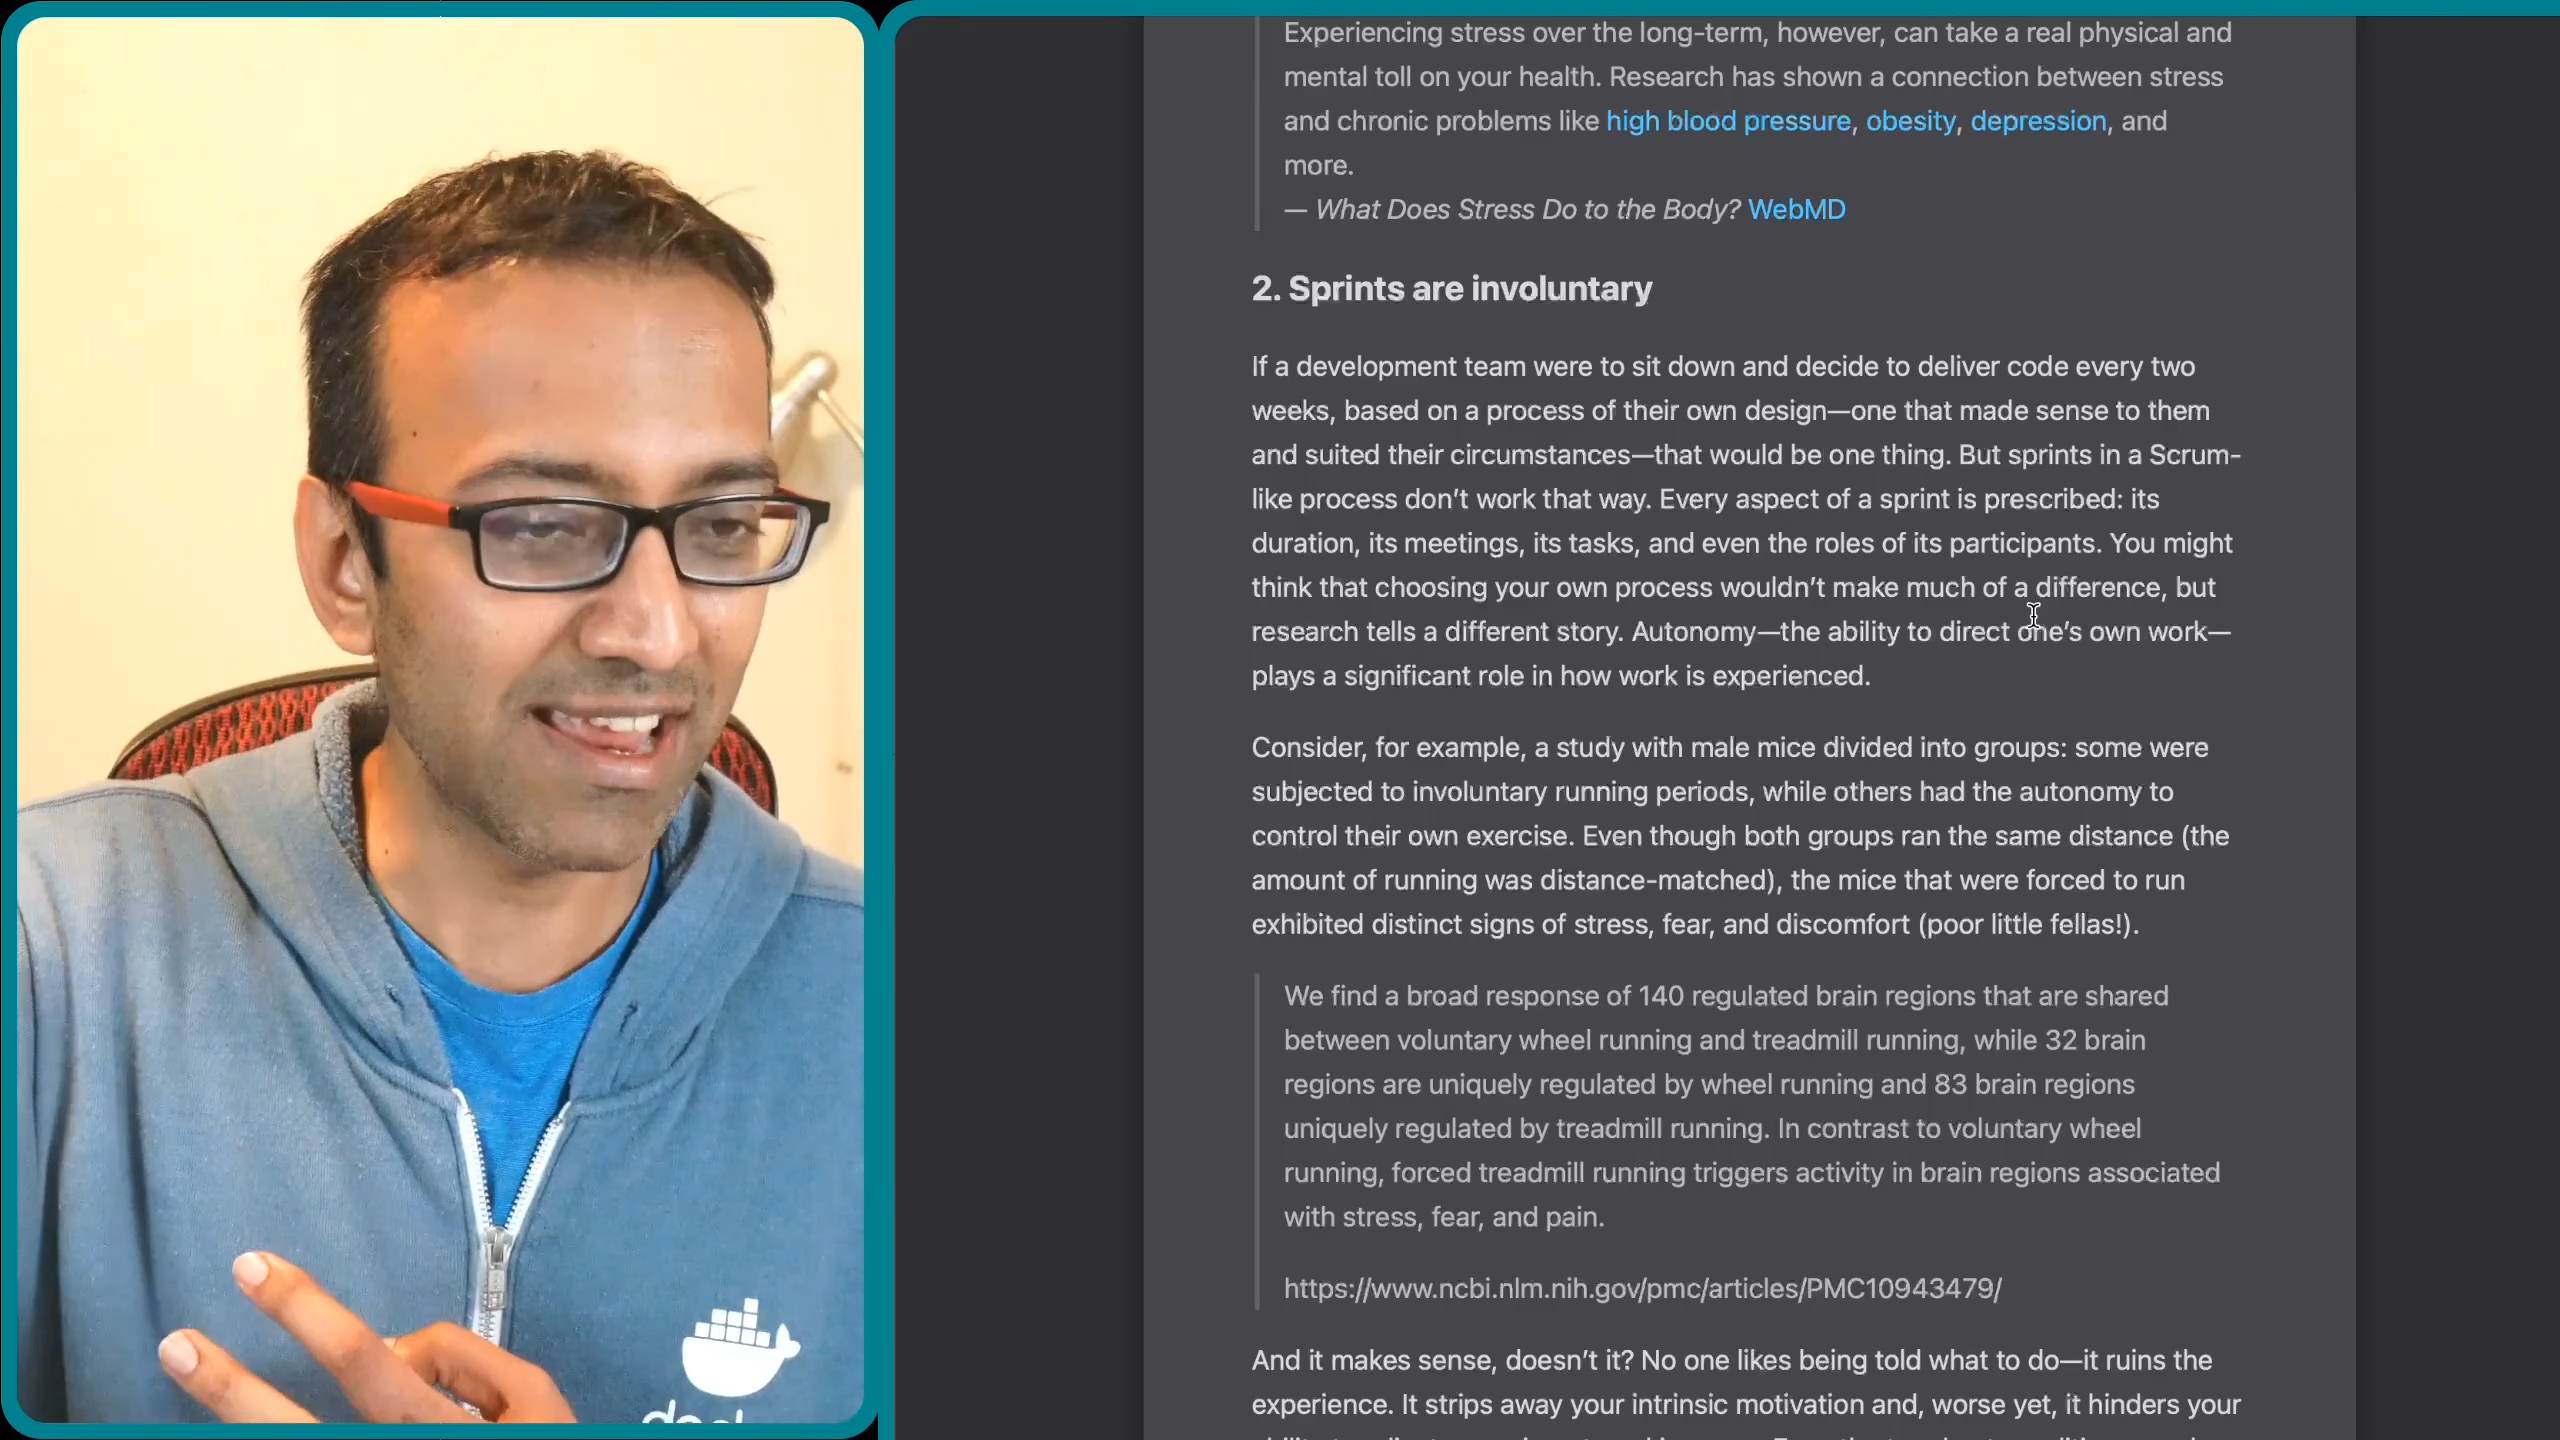 Experiencing stress over the long-term, however, can take a real physical and
mental toll on your health. Research has shown a connection between stress
and chronic problems like high blood pressure, obesity, depression, and
more.
— What Does Stress Do to the Body? WebMD
2. Sprints are involuntary
If a development team were to sit down and decide to deliver code every two
weeks, based on a process of their own design—one that made sense to them
and suited their circumstances—that would be one thing. But sprints in a Scrum-
like process don’t work that way. Every aspect of a sprint is prescribed: its
duration, its meetings, its tasks, and even the roles of its participants. You might
think that choosing your own process wouldn’t make much of a difference, but
research tells a different story. Autonomy—the ability to direct one’s own work—
plays a significant role in how work is experienced.
Consider, for example, a study with male mice divided into groups: some were
subjected to involuntary running periods, while others had the autonomy to
control their own exercise. Even though both groups ran the same distance (the
amount of running was distance-matched), the mice that were forced to run
exhibited distinct signs of stress, fear, and discomfort (poor little fellas!).
We find a broad response of 140 regulated brain regions that are shared
between voluntary wheel running and treadmill running, while 32 brain
regions are uniquely regulated by wheel running and 83 brain regions
uniquely regulated by treadmill running. In contrast to voluntary wheel
running, forced treadmill running triggers activity in brain regions associated
with stress, fear, and pain.
https://www.ncbi.nlm.nih.gov/pmc/articles/PMC10943479/
And it makes sense, doesn’t it? No one likes being told what to do—it ruins the
experience. It strips away your intrinsic motivation and, worse yet, it hinders your